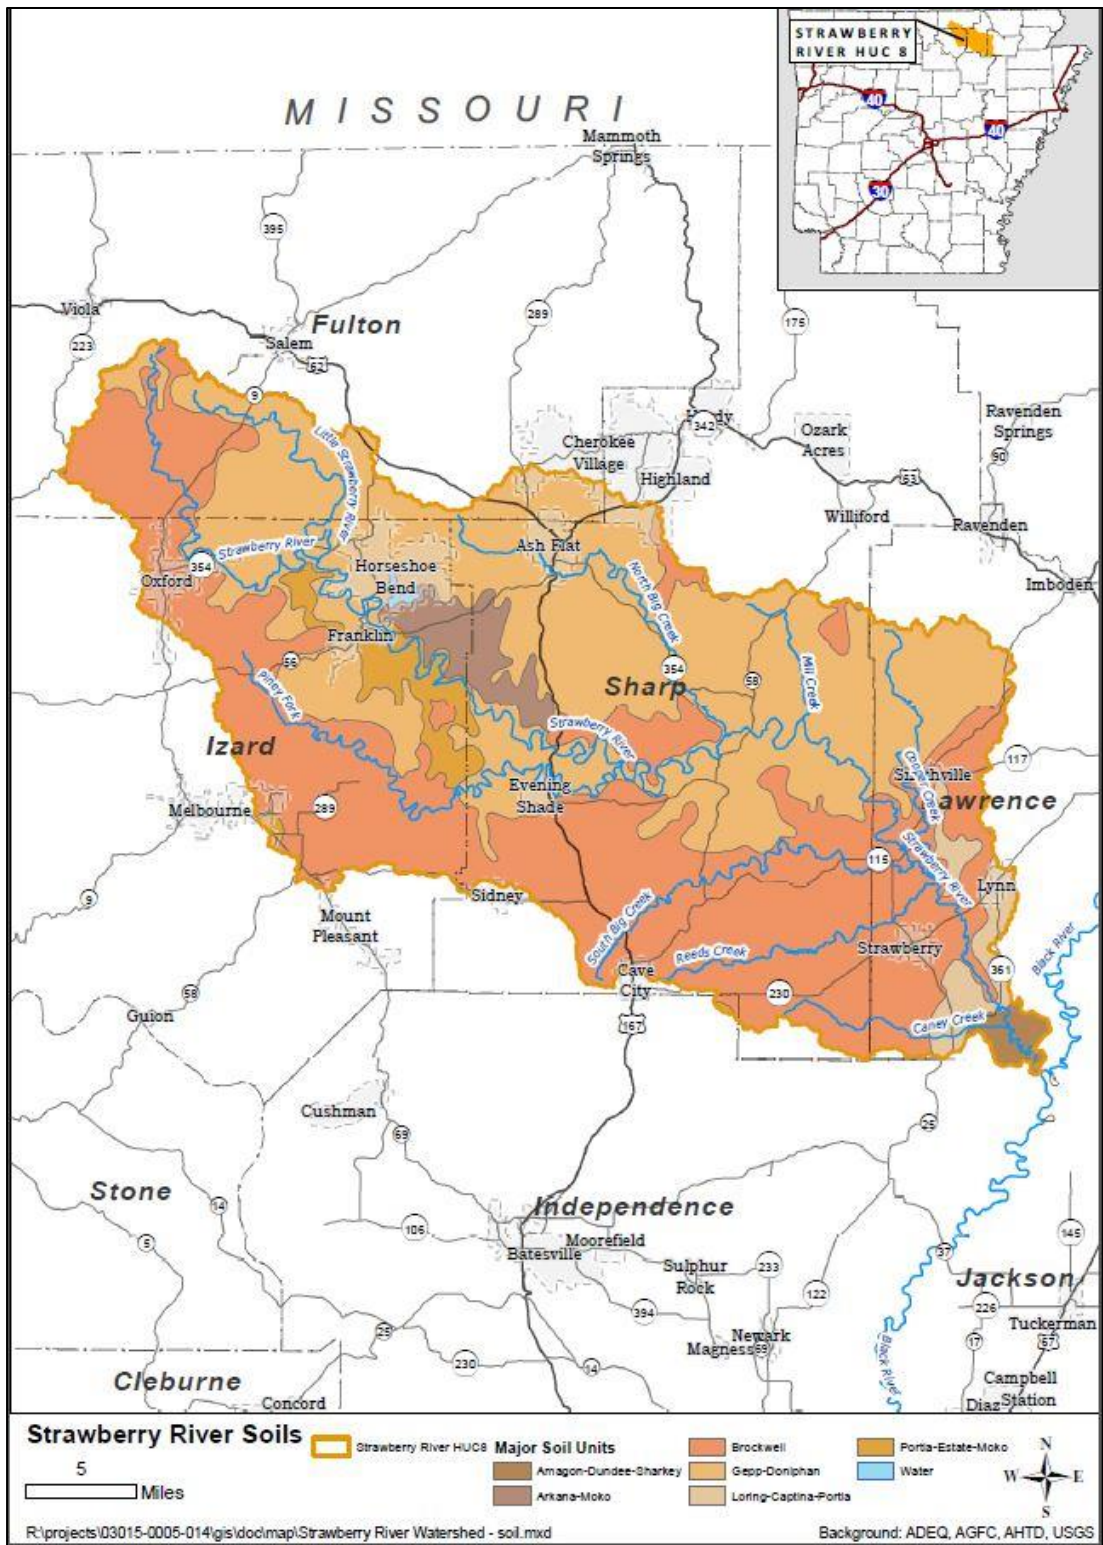 STRAWBERRY
RIVER HUC 8
40
40
30
MISSOURI
Mammoth
Springs
395
Viola
289
175
Fulton
223
Salem
62
9
342
Ravenden
Springs
Cherokee
Village
Ozark
Acres
90
Highland
63
Little Strawberry River
Williford
Ravenden
Strawberry River
Ash Flat
354
Horseshoe
Bend
Oxford
North Big Creek
Imboden
Franklin
56
354
Mill Creek
58
Sharp
Piney Fork
Strawberry River
Izard
117
Evening
Shade
Melbourne
289
Strawberry River
115
Lynn
9
Sidney
Mount
Pleasant
South Big Creek
Reeds Creek
Strawberry
Black River
Cave
City
361
58
230
Guion
167
Caney Creek
Cushman
69
25
Stone
14
Independence
106
Moorefield
145
5
Batesville
37
Sulphur
Rock
233
Jackson
122
226
394
Tuckerman
25
Newark
Magness
69
17
67
230
14
Black River
Cleburne
Campbell
Station
Concord
Diaz
Strawberry River Soils
Strawberry River HUC8
Major Soil Units
Amagon-Dundee-Sharkey
Arkana-Moko
Brockwell
Gepp-Doniphan
Loring-Captina-Portia
Portia-Estate-Moko
Water
5
Miles
N
W
E
S
R:\projects\03015-0005-014\gis\doc\map\Strawberry River Watershed - soil.mxd
Background: ADEQ, AGFC, AHTD, USGS